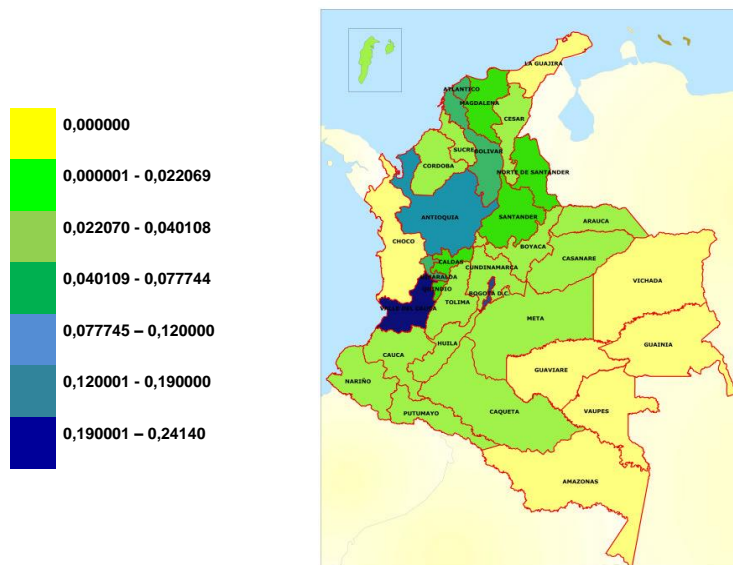 0,000000
0,000001 - 0,022069
0,022070 - 0,040108
0,040109 - 0,077744
0,077745 – 0,120000
0,120001 - 0,190000
0,190001 – 0,24140
LA GUAJIRA
ATLANTICO
MAGDALENA
CESAR
SUCRE
BOLIVAR
CORDOBA
NORTE DE SANTANDER
ANTIOQUIA
SANTANDER
ARAUCA
CHOCO
BOYACA
CALDAS
CASANARE
CUNDINAMARCA
VICHADA
BOGOTA D.C
TOLIMA
META
HUILA
GUAINIA
CAUCA
GUAVIARE
NARIÑO
VAUPES
PUTUMAYO
CAQUETA
AMAZONAS